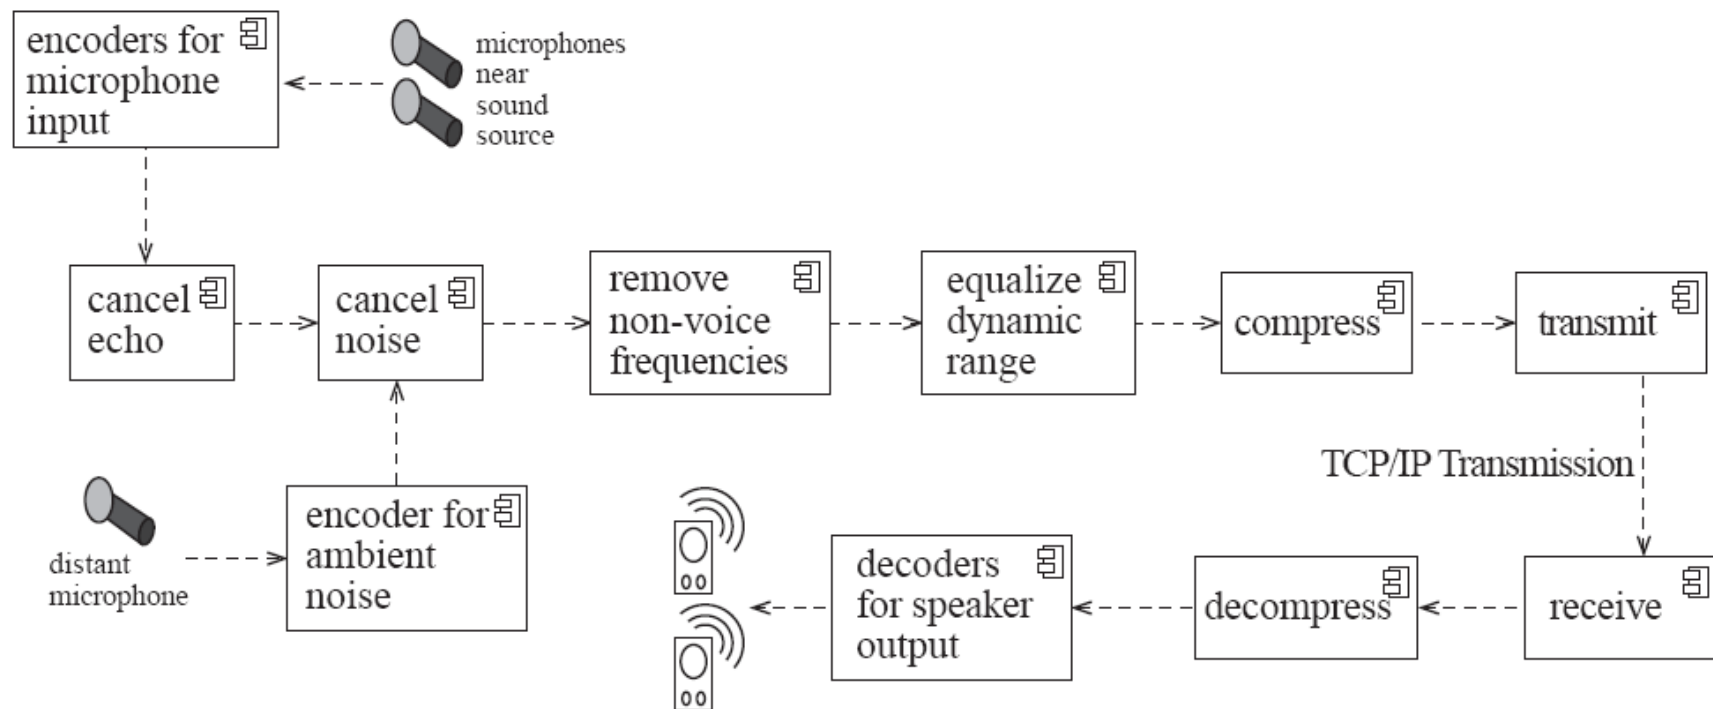 encoders for
microphone
input
microphones
near
sound
source
cancel
echo
cancel
noise
remove
non-voice
frequencies
equalize
dynamic
range
compress
transmit
TCP/IP Transmission
distant
microphone
encoder for
ambient
noise
decoders
for speaker
output
decompress
receive